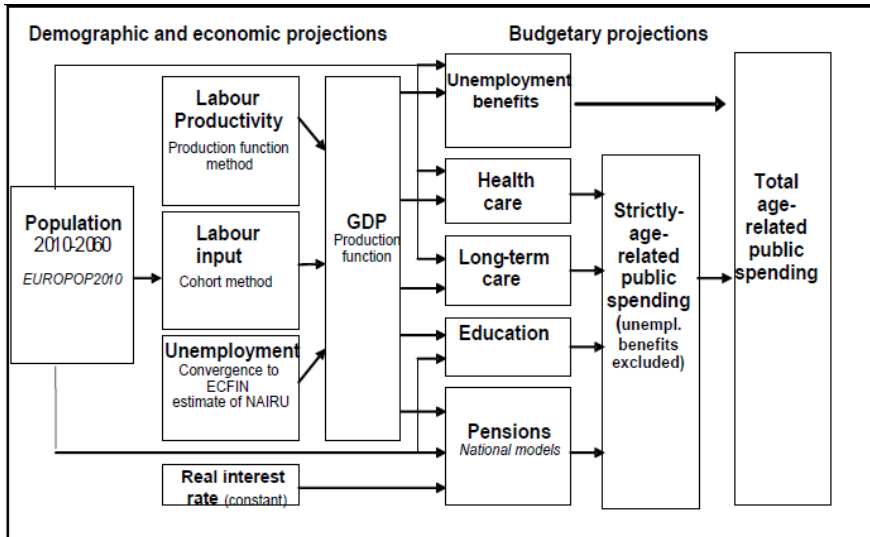 Demographic and economic projections
Budgetary projections
Population
2010-2060
EUROPOP2010
Labour
Productivity
Production function
method
Labour
input
Cohort method
Unemployment
Convergence to
ECFIN
estimate of NAIRU
Real interest
rate (constant)
GDP
Production
function
Unemployment
benefits
Health
care
Long-term
care
Education
Pensions
National models
Strictly-
age-
related
public
spending
(unempl.
benefits
excluded)
Total
age-
related
public
spending